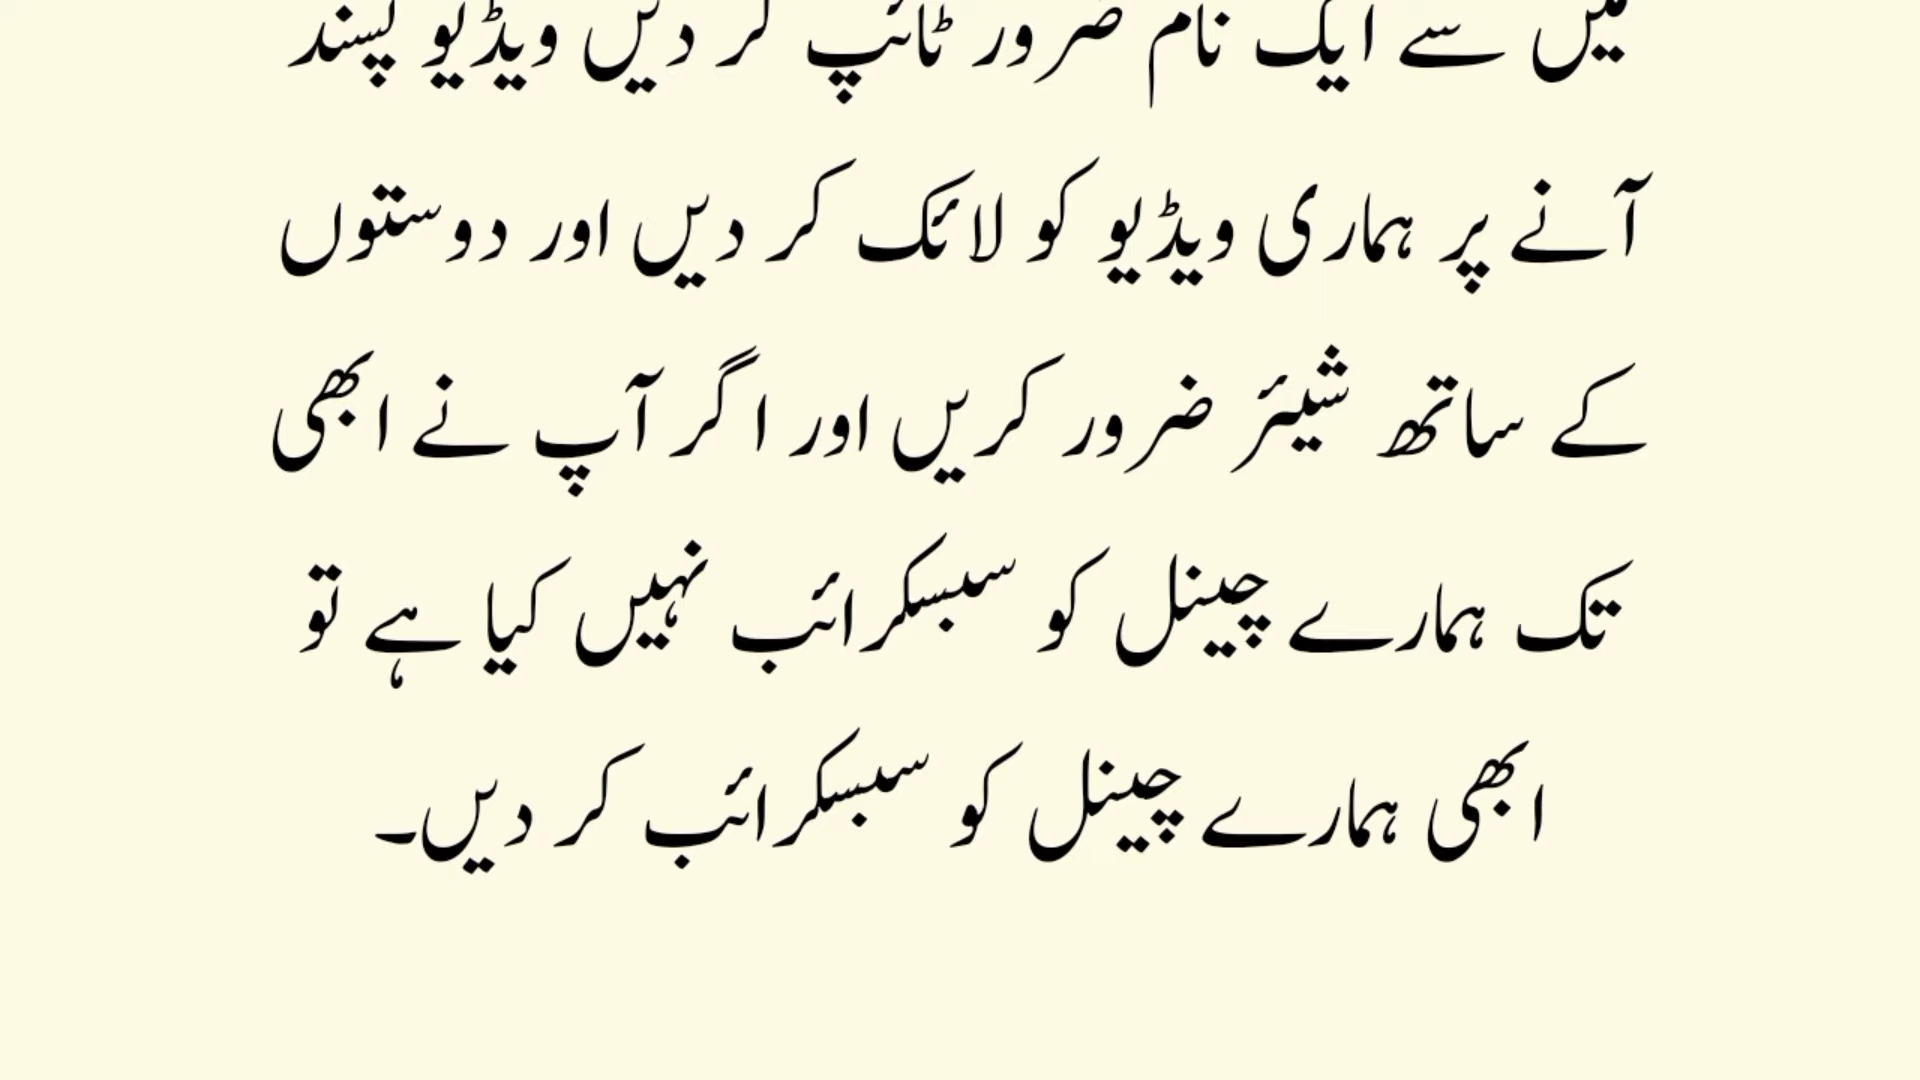 میں سے ایک نام ضرور ٹائپ کر دیں ویڈیو پسند
آنے پر ہماری ویڈیو کو لائک کر دیں اور دوستوں
کے ساتھ شیئر ضرور کریں اور اگر آپ نے ابھی
تک ہمارے چینل کو سبسکرائب نہیں کیا ہے تو
ابھی ہمارے چینل کو سبسکرائب کر دیں۔